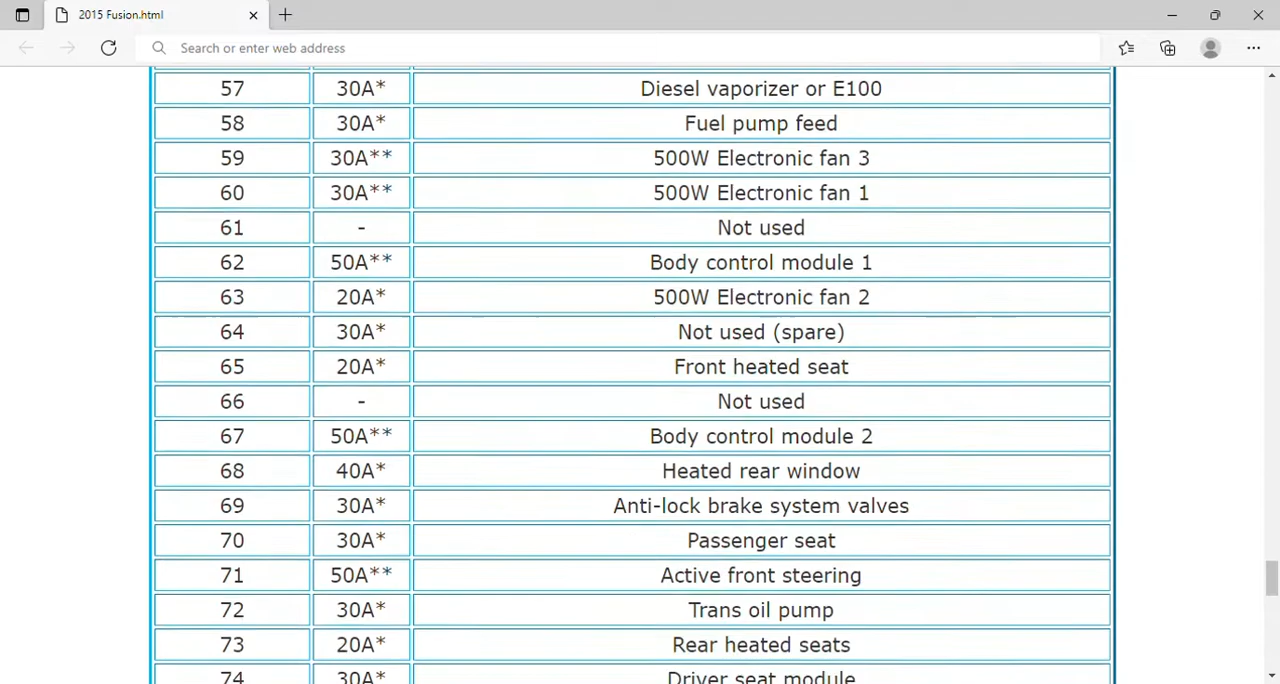 2015 Fusion.html
Search or enter web address
57 30A* Diesel vaporizer or E100
58 30A* Fuel pump feed
59 30A** 500W Electronic fan 3
60 30A** 500W Electronic fan 1
61 - Not used
62 50A** Body control module 1
63 20A* 500W Electronic fan 2
64 30A* Not used (spare)
65 20A* Front heated seat
66 - Not used
67 50A** Body control module 2
68 40A* Heated rear window
69 30A* Anti-lock brake system valves
70 30A* Passenger seat
71 50A** Active front steering
72 30A* Trans oil pump
73 20A* Rear heated seats
74 30A* Driver seat module